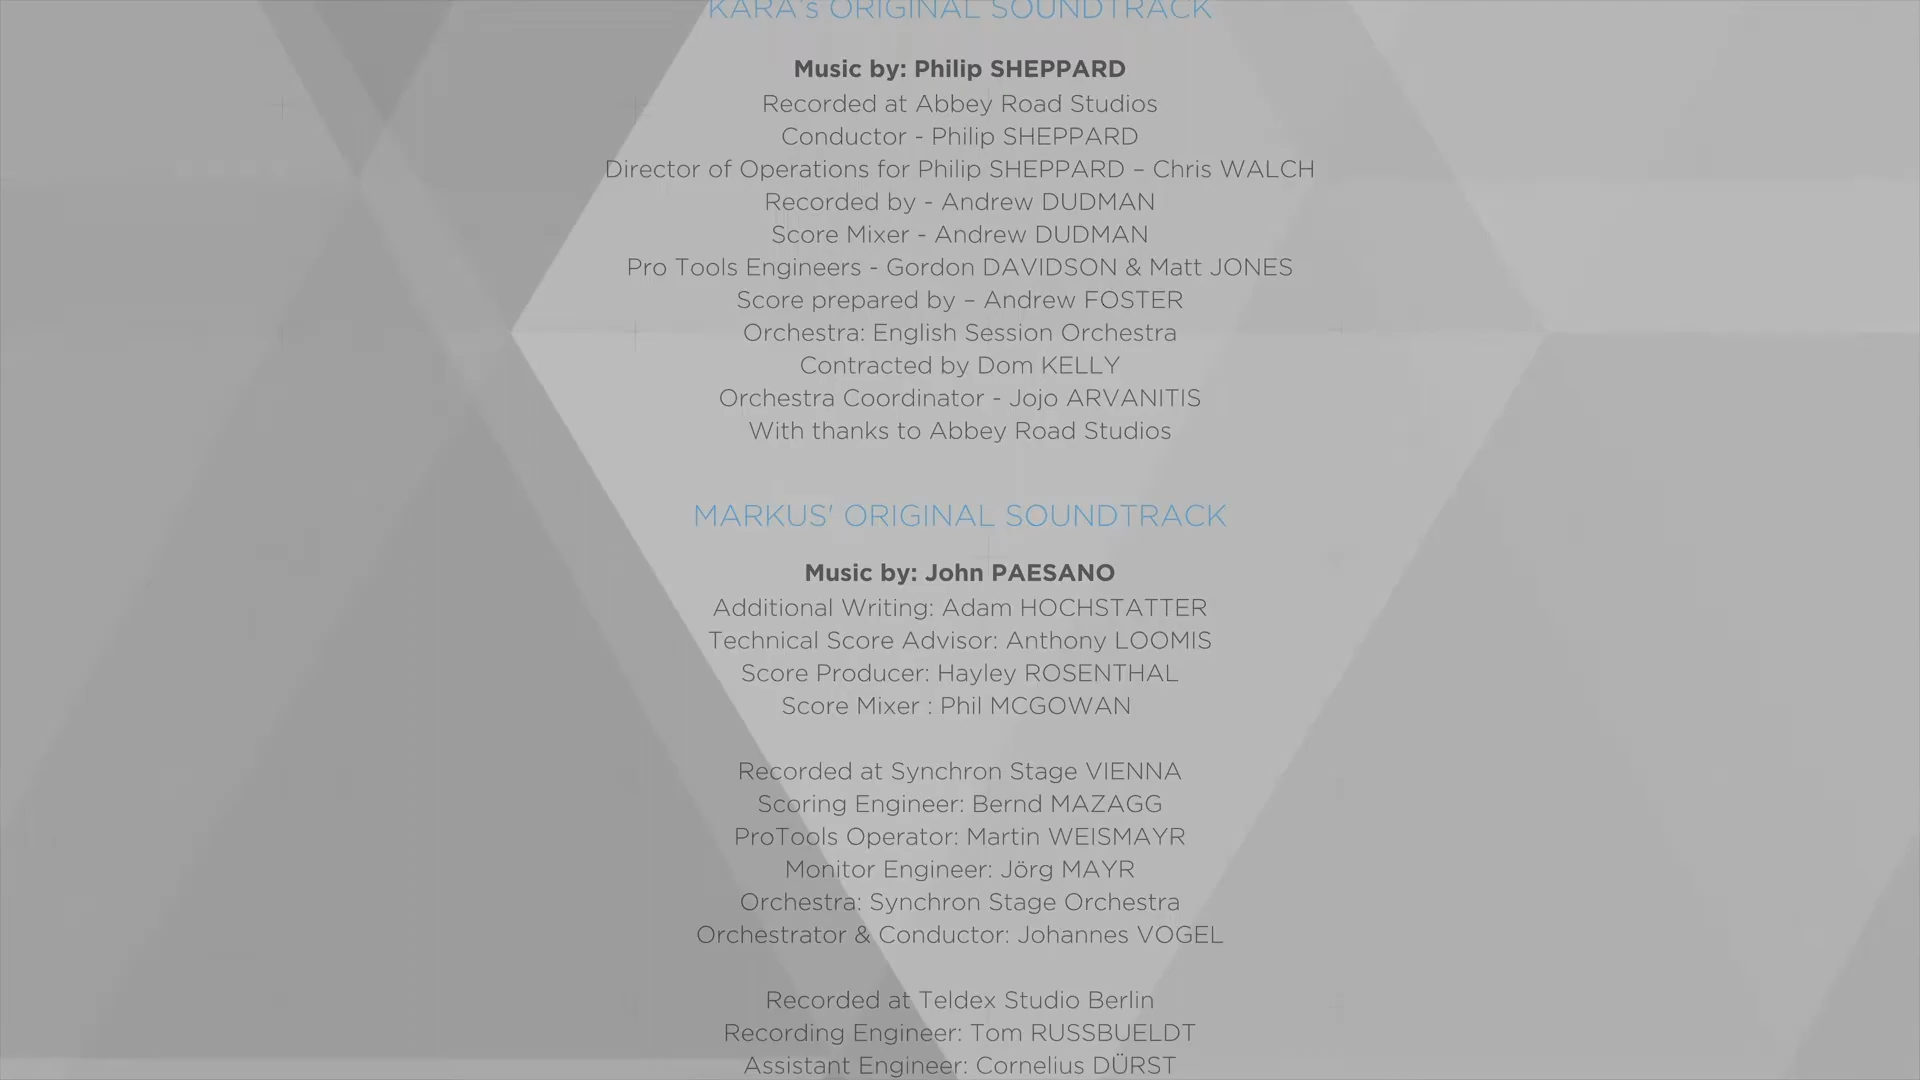 KARA's ORIGINAL SOUNDTRACK
Music by: Philip SHEPPARD
Recorded at Abbey Road Studios
Conductor - Philip SHEPPARD
Director of Operations for Philip SHEPPARD – Chris WALCH
Recorded by - Andrew DUDMAN
Score Mixer - Andrew DUDMAN
Pro Tools Engineers - Gordon DAVIDSON & Matt JONES
Score prepared by – Andrew FOSTER
Orchestra: English Session Orchestra
Contracted by Dom KELLY
Orchestra Coordinator - Jojo ARVANITIS
With thanks to Abbey Road Studios
MARKUS' ORIGINAL SOUNDTRACK
Music by: John PAESANO
Additional Writing: Adam HOCHSTATTER
Technical Score Advisor: Anthony LOOMIS
Score Producer: Hayley ROSENTHAL
Score Mixer : Phil MCGOWAN
Recorded at Synchron Stage VIENNA
Scoring Engineer: Bernd MAZAGG
ProTools Operator: Martin WEISMAYR
Monitor Engineer: Jörg MAYR
Orchestra: Synchron Stage Orchestra
Orchestrator & Conductor: Johannes VOGEL
Recorded at Teldex Studio Berlin
Recording Engineer: Tom RUSSBUELDT
Assistant Engineer: Cornelius DÜRST